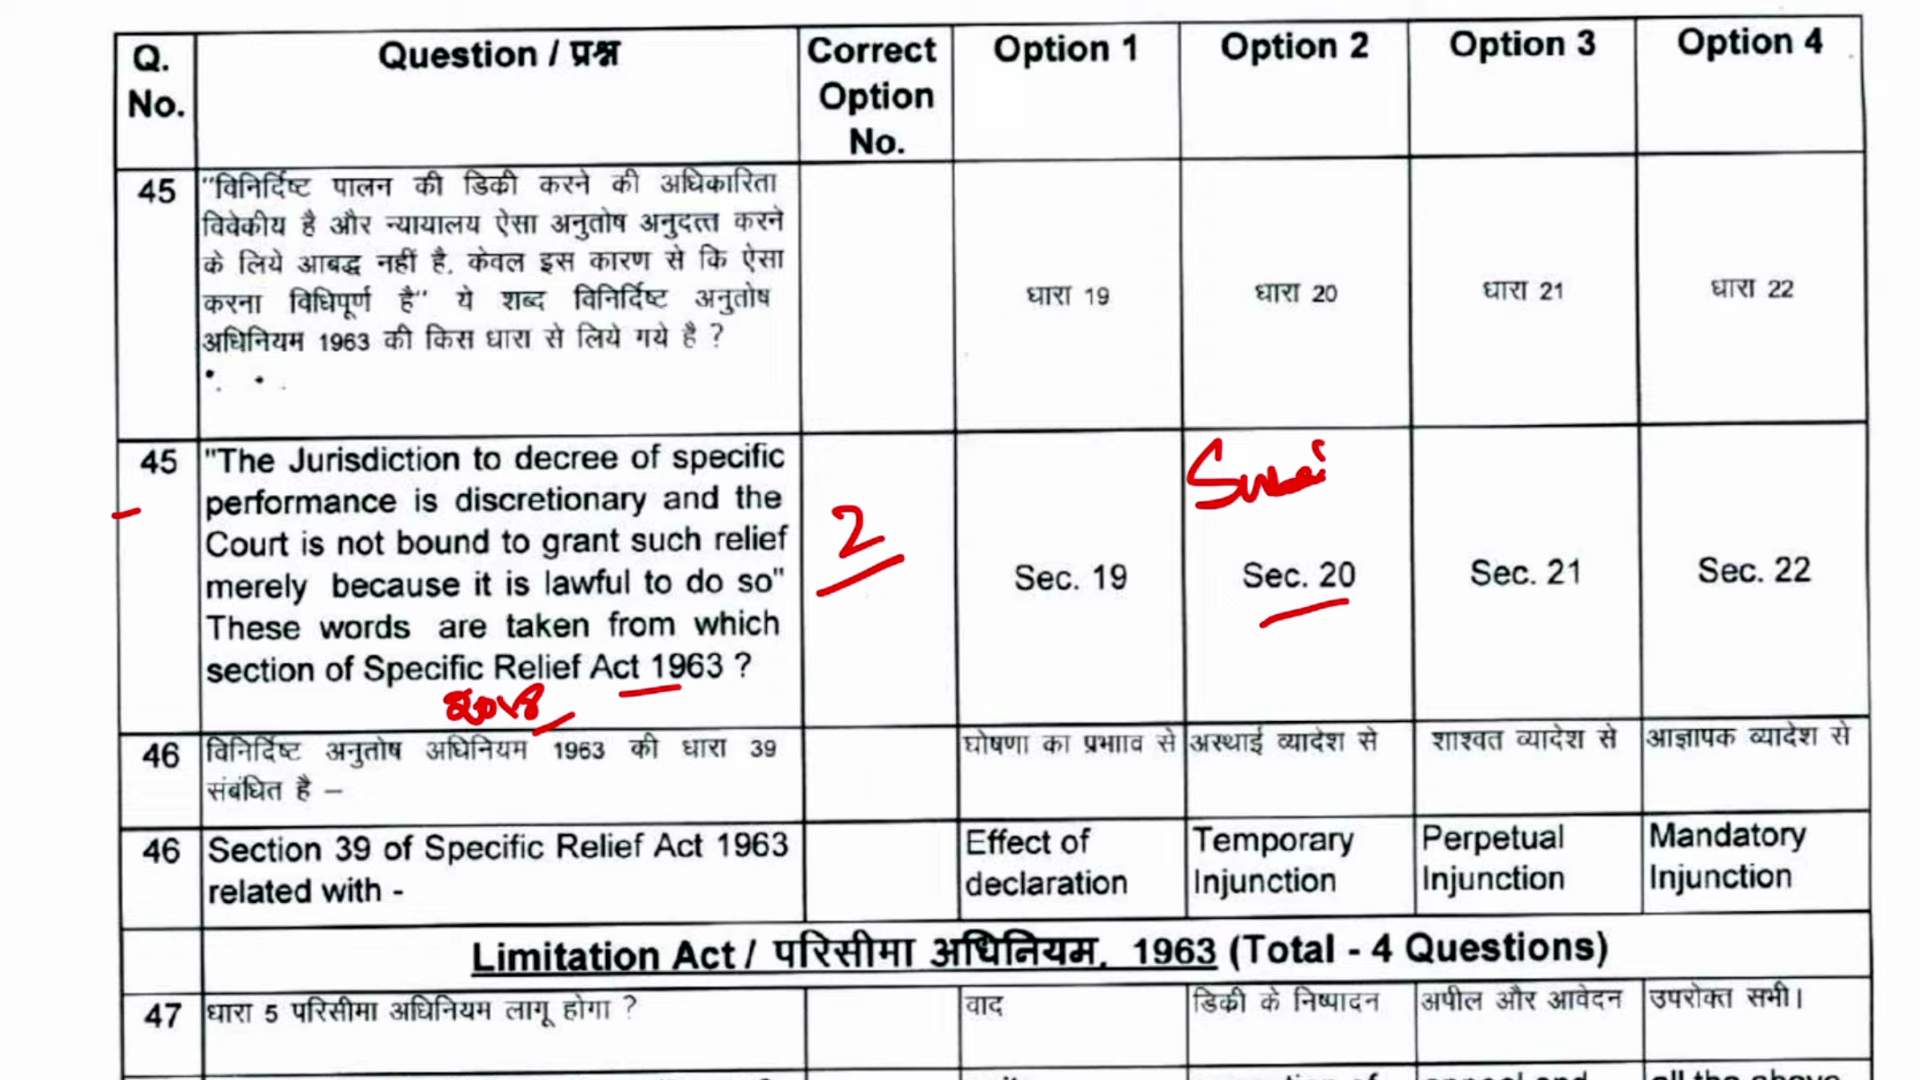 Q. No. Question / प्रश्न Correct Option No. Option 1 Option 2 Option 3 Option 4
45 "विनिर्दिष्ट पालन की डिक्री करने की अधिकारिता
विवेकीय है और न्यायालय ऐसा अनुतोष अनुदत्त करने
के लिये आबद्ध नहीं है, केवल इस कारण से कि ऐसा
करना विधिपूर्ण है" ये शब्द विनिर्दिष्ट अनुतोष
अधिनियम 1963 की किस धारा से लिये गये है ?
धारा 19 धारा 20 धारा 21 धारा 22
45 "The Jurisdiction to decree of specific
performance is discretionary and the
Court is not bound to grant such relief
merely because it is lawful to do so"
These words are taken from which
section of Specific Relief Act 1963 ?
2018
2
Sec. 19 Sec. 20 Sec. 21 Sec. 22
46 विनिर्दिष्ट अनुतोष अधिनियम 1963 की धारा 39
संबंधित है –
घोषणा का प्रभााव से अस्थाई व्यादेश से शाश्वत व्यादेश से आज्ञापक व्यादेश से
46 Section 39 of Specific Relief Act 1963
related with -
Effect of declaration Temporary Injunction Perpetual Injunction Mandatory Injunction
Limitation Act / परिसीमा अधिनियम, 1963 (Total - 4 Questions)
47 धारा 5 परिसीमा अधिनियम लागू होगा ?
वाद डिक्री के निष्पादन अपील और आवेदन उपरोक्त सभी।